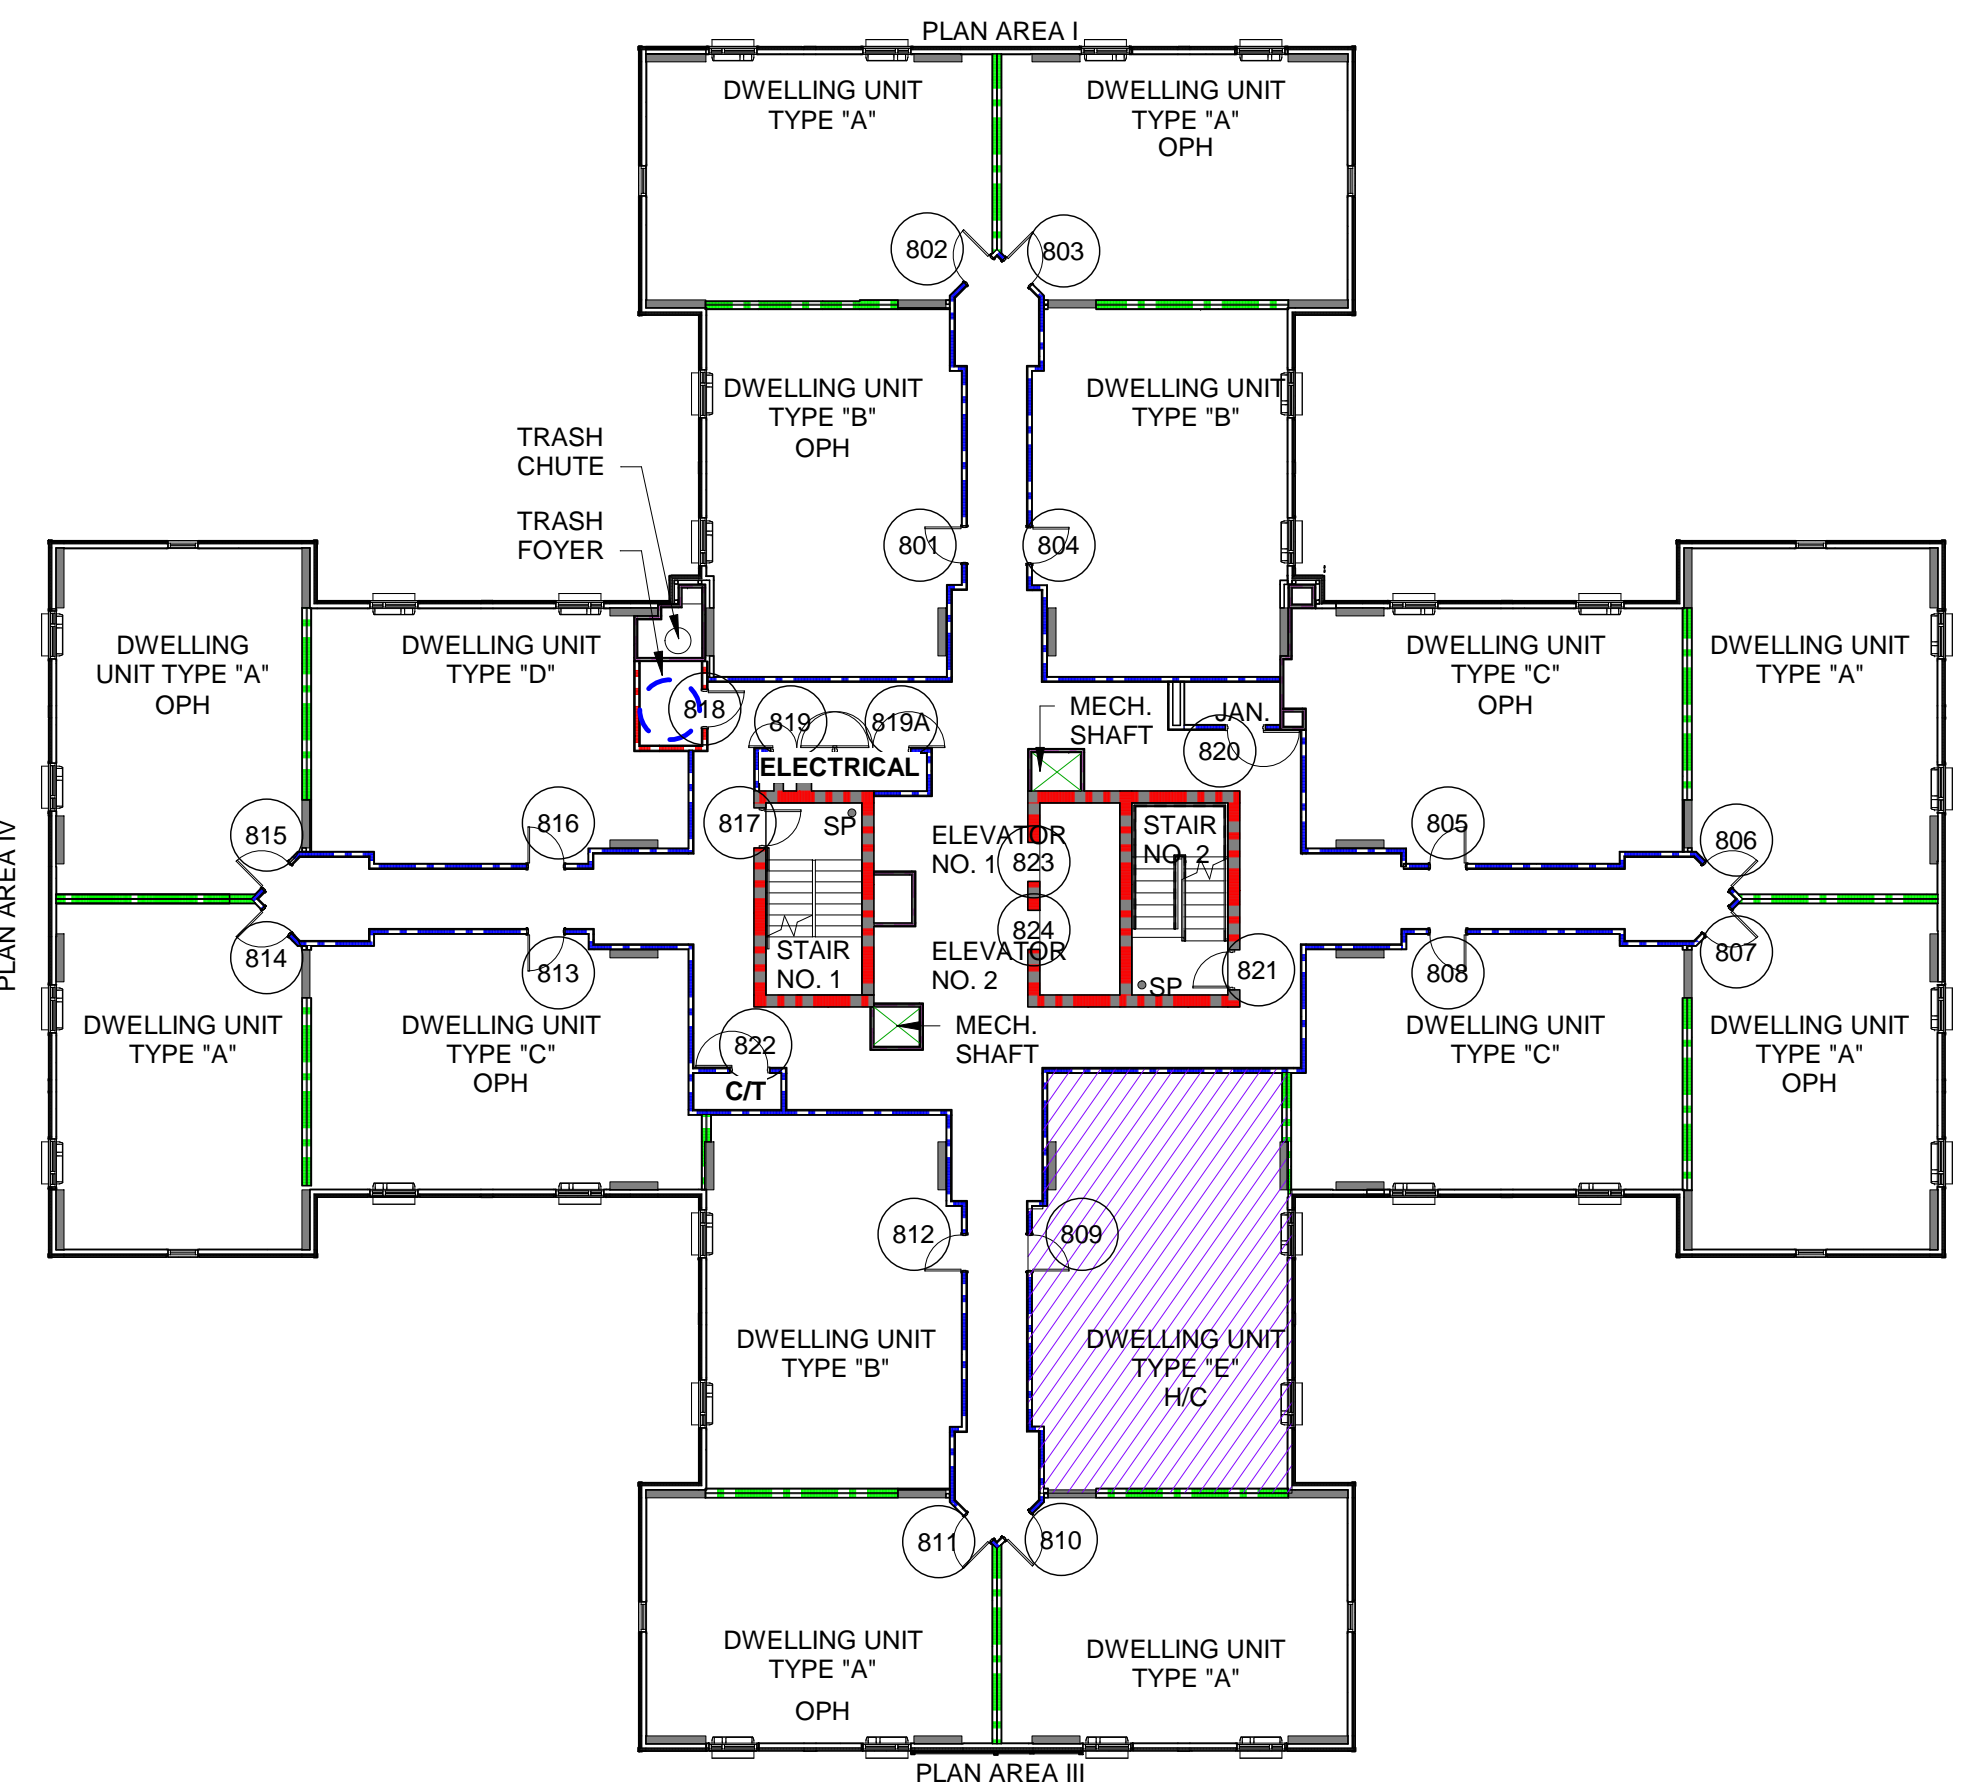 PLAN AREA I
DWELLING UNIT
TYPE "A"
DWELLING UNIT
TYPE "A"
OPH
802
803
DWELLING UNIT
TYPE "B"
OPH
DWELLING UNIT
TYPE "B"
TRASH
CHUTE
TRASH
FOYER
801
804
DWELLING
UNIT TYPE "A"
OPH
DWELLING UNIT
TYPE "D"
DWELLING UNIT
TYPE "C"
OPH
DWELLING UNIT
TYPE "A"
818
819
819A
MECH.
SHAFT
JAN.
820
ELECTRICAL
815
816
817
SP
ELEVATOR
NO. 1
823
STAIR
NO. 2
805
806
PLAN AREA IV
824
ELEVATOR
NO. 2
STAIR
NO. 1
SP
821
814
813
808
807
DWELLING UNIT
TYPE "A"
DWELLING UNIT
TYPE "C"
OPH
822
C/T
MECH.
SHAFT
DWELLING UNIT
TYPE "C"
DWELLING UNIT
TYPE "A"
OPH
812
809
DWELLING UNIT
TYPE "B"
DWELLING UNIT
TYPE "E"
H/C
811
810
DWELLING UNIT
TYPE "A"
OPH
DWELLING UNIT
TYPE "A"
PLAN AREA III